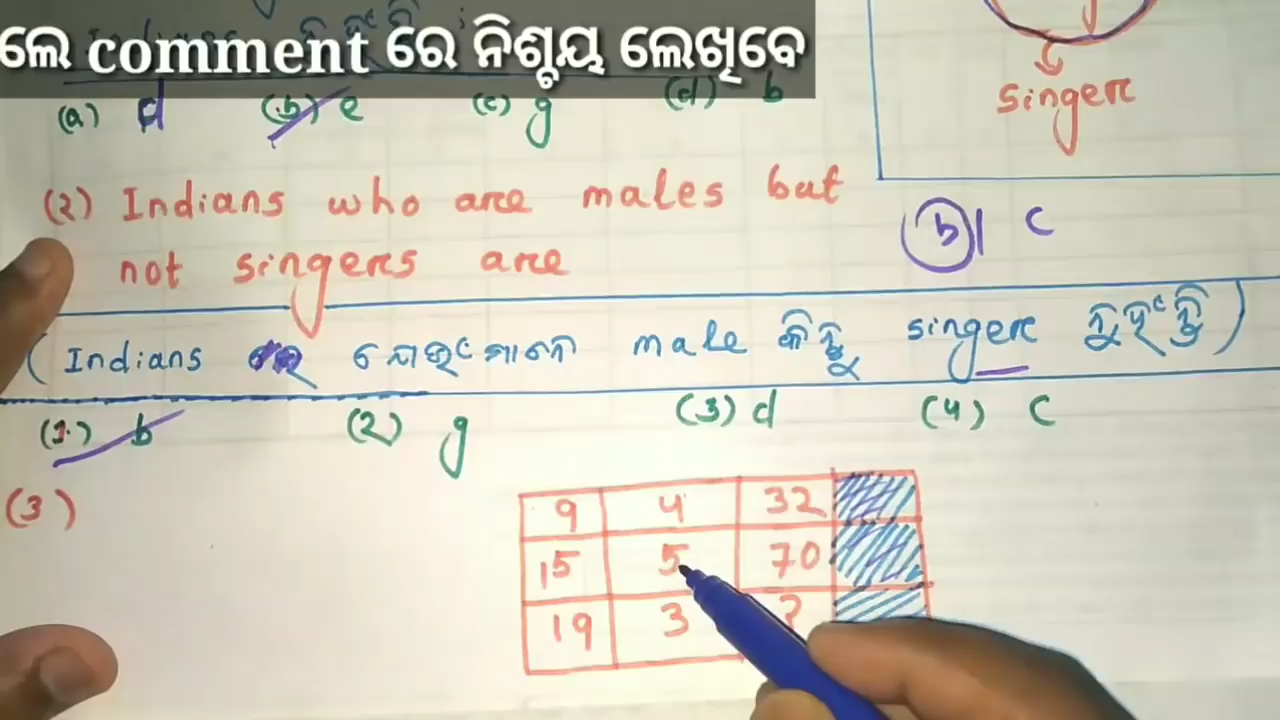 ଲେ comment ରେ ନିଶ୍ଚୟ ଲେଖିବେ
(a) d (b) e (c) g (d) b
singer
(2) Indians who are males but
not singers are
b) c
(Indians ର ଯେଉଁମାନେ male କିନ୍ତୁ singer ନୁହଁନ୍ତି)
(1.) b (2) g (3) d (4) c
(3)
9 4 32
15 5 70
19 3 ?